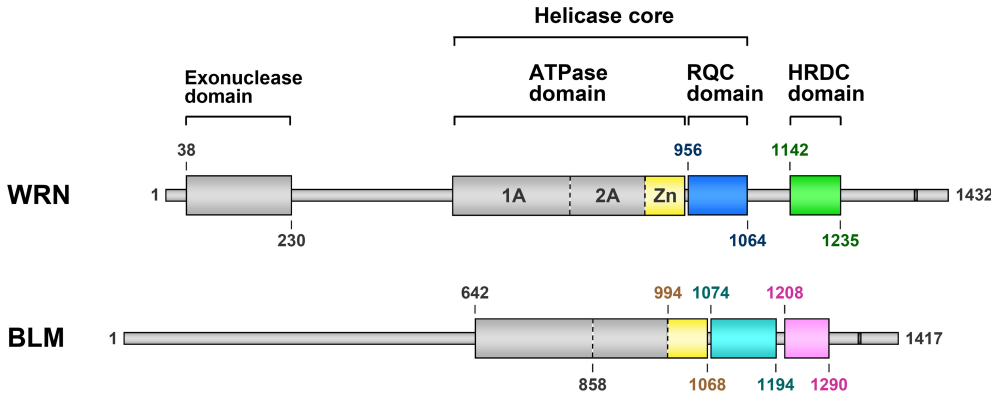 Helicase core
Exonuclease
domain
ATPase
domain
RQC
domain
HRDC
domain
38
956
1142
WRN
1
1A
2A
Zn
1432
230
1064
1235
642
994
1074
1208
BLM
1
1417
858
1068
1194
1290